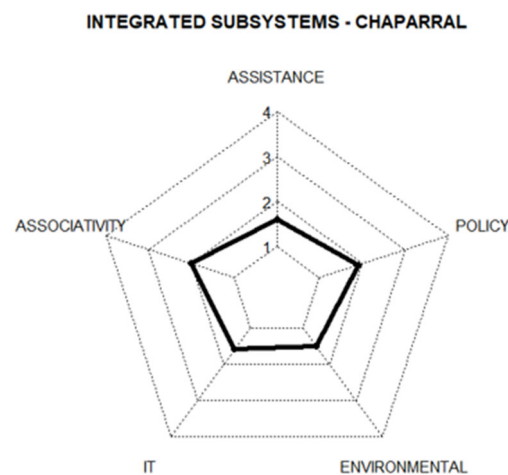 INTEGRATED SUBSYSTEMS - CHAPARRAL
ASSISTANCE
4
3
2
1
ASSOCIATIVITY
POLICY
IT
ENVIRONMENTAL